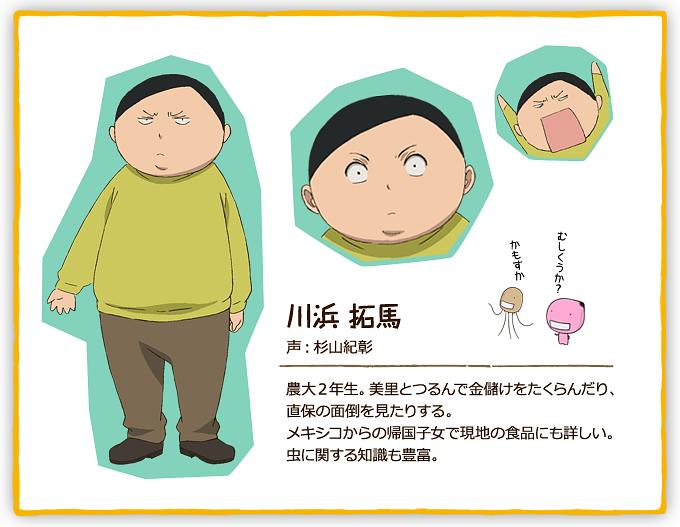 むしくうか?
かもすか
川浜 拓馬
声 : 杉山紀彰
農大2年生。美里とつるんで金儲けをたくらんだり、
直保の面倒を見たりする。
メキシコからの帰国子女で現地の食品にも詳しい。
虫に関する知識も豊富。